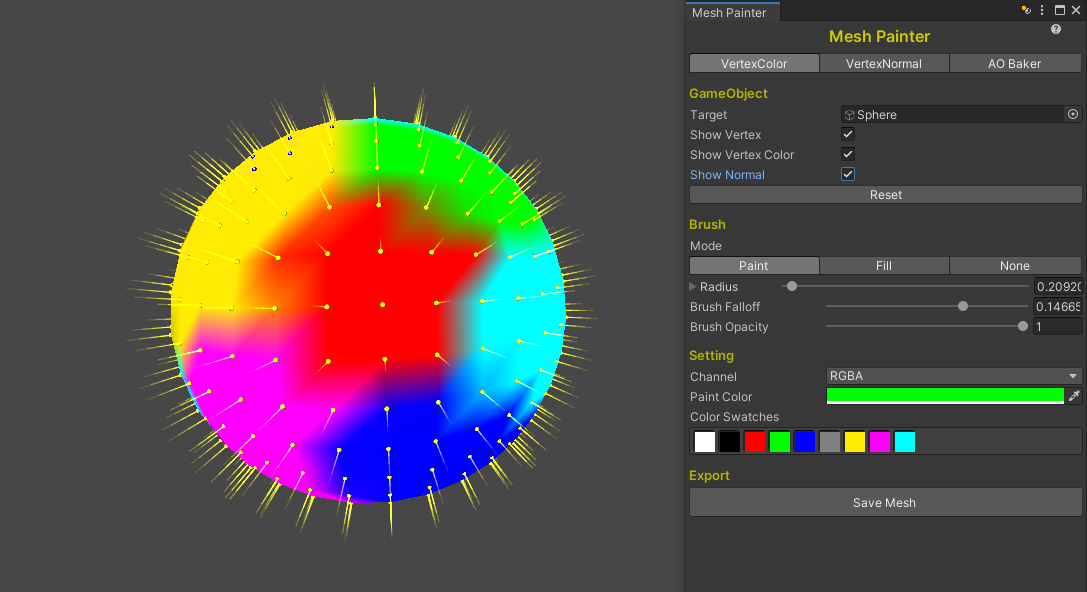 Mesh Painter
Mesh Painter
VertexColor VertexNormal AO Baker
GameObject
Target Sphere
Show Vertex
Show Vertex Color
Show Normal
Reset
Brush
Mode
Paint Fill None
Radius 0.2092
Brush Falloff 0.1466
Brush Opacity 1
Setting
Channel RGBA
Paint Color
Color Swatches
Export
Save Mesh